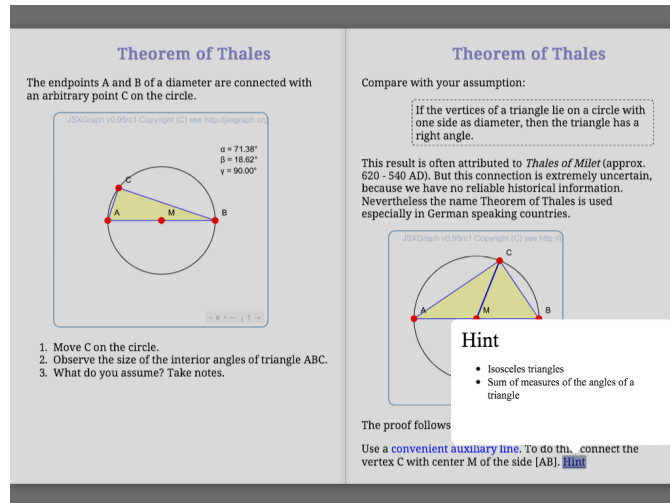 Theorem of Thales
The endpoints A and B of a diameter are connected with
an arbitrary point C on the circle.
JSXGraph v0.95rc1 Copyright (C) see http://jsxgraph.org
α = 71.38°
β = 18.62°
γ = 90.00°
C
A
M
B
– o + ← ↓ ↑ →
1. Move C on the circle.
2. Observe the size of the interior angles of triangle ABC.
3. What do you assume? Take notes.
Theorem of Thales
Compare with your assumption:
If the vertices of a triangle lie on a circle with
one side as diameter, then the triangle has a
right angle.
This result is often attributed to Thales of Milet (approx.
620 - 540 AD). But this connection is extremely uncertain,
because we have no reliable historical information.
Nevertheless the name Theorem of Thales is used
especially in German speaking countries.
JSXGraph v0.95rc1 Copyright (C) see http://j
C
A
M
B
Hint
• Isosceles triangles
• Sum of measures of the angles of a
triangle
The proof follows
Use a convenient auxiliary line. To do connect the
vertex C with center M of the side [AB]. Hint